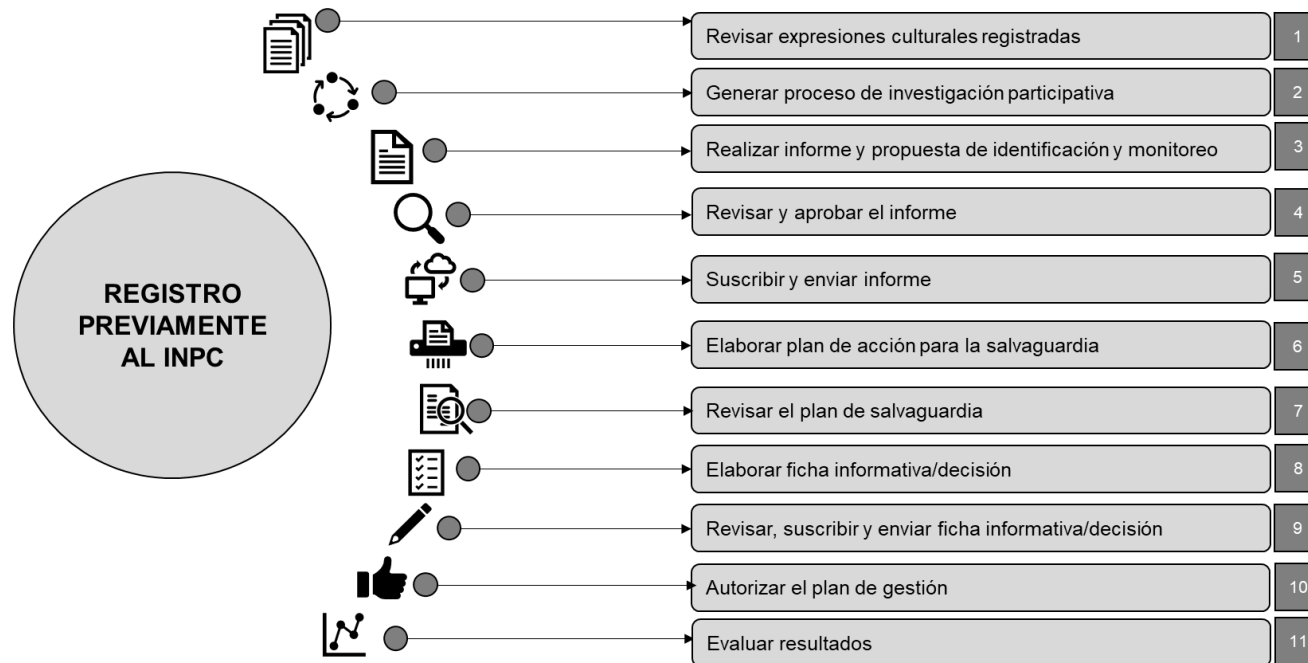 Revisar expresiones culturales registradas 1
Generar proceso de investigación participativa 2
Realizar informe y propuesta de identificación y monitoreo 3
Revisar y aprobar el informe 4
Suscribir y enviar informe 5
Elaborar plan de acción para la salvaguardia 6
Revisar el plan de salvaguardia 7
Elaborar ficha informativa/decisión 8
Revisar, suscribir y enviar ficha informativa/decisión 9
Autorizar el plan de gestión 10
Evaluar resultados 11
REGISTRO
PREVIAMENTE
AL INPC